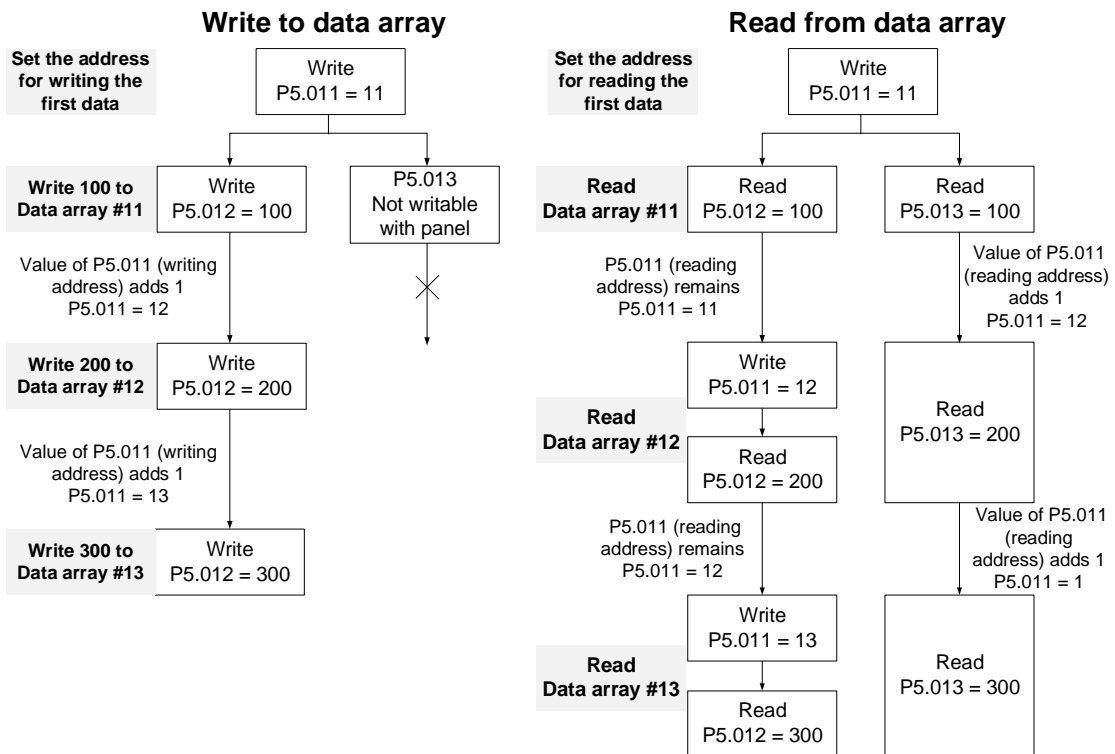 Write to data array
Set the address
for writing the
first data
Write
P5.011 = 11
Write 100 to
Data array #11
Write
P5.012 = 100
P5.013
Not writable
with panel
Value of P5.011 (writing
address) adds 1
P5.011 = 12
Write 200 to
Data array #12
Write
P5.012 = 200
Value of P5.011 (writing
address) adds 1
P5.011 = 13
Write 300 to
Data array #13
Write
P5.012 = 300
Read from data array
Set the address
for reading the
first data
Write
P5.011 = 11
Read
Data array #11
Read
P5.012 = 100
Read
P5.013 = 100
P5.011 (reading
address) remains
P5.011 = 11
Value of P5.011
(reading address)
adds 1
P5.011 = 12
Read
Data array #12
Write
P5.011 = 12
Read
P5.012 = 200
Read
P5.013 = 200
P5.011 (reading
address) remains
P5.011 = 12
Value of P5.011
(reading
address) adds 1
P5.011 = 1
Read
Data array #13
Write
P5.011 = 13
Read
P5.012 = 300
Read
P5.013 = 300